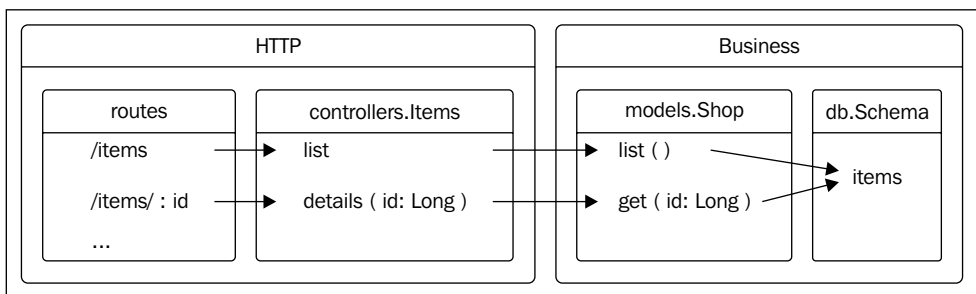 HTTP
Business
routes
controllers.Items
models.Shop
db.Schema
/items
list
list ( )
items
/items/ : id
details ( id: Long )
get ( id: Long )
...